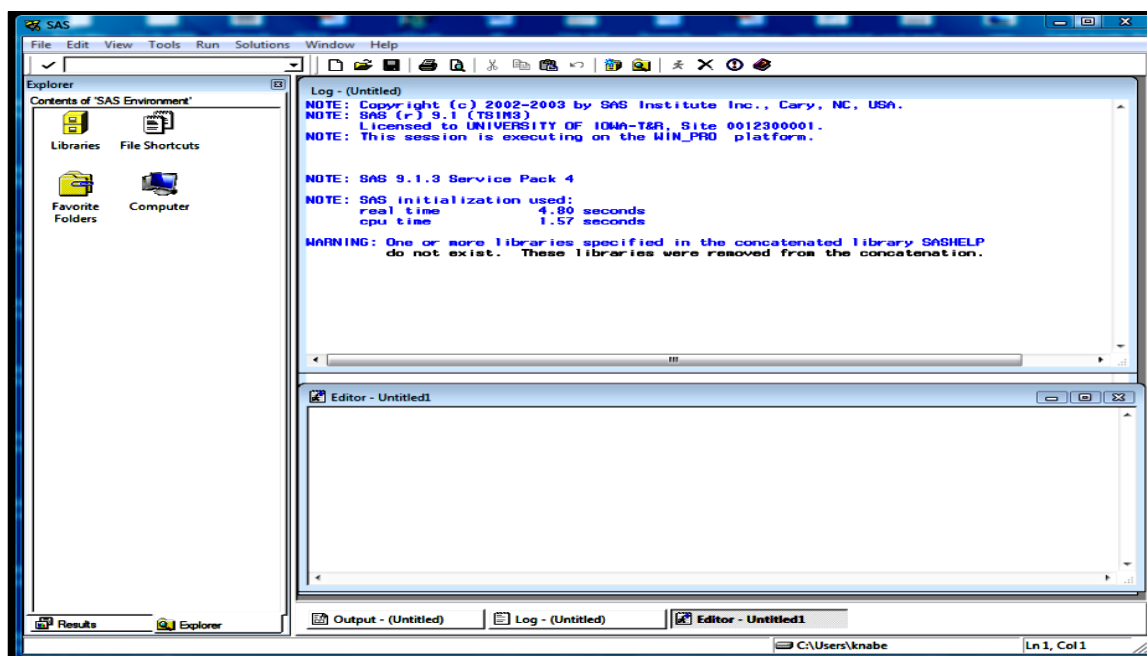 SAS
File Edit View Tools Run Solutions Window Help
Explorer
Contents of 'SAS Environment'
Libraries File Shortcuts
Favorite Folders Computer
Log - (Untitled)
NOTE: Copyright (c) 2002-2003 by SAS Institute Inc., Cary, NC, USA.
NOTE: SAS (r) 9.1 (TS1M3)
Licensed to UNIVERSITY OF IOWA-T&R, Site 0012300001.
NOTE: This session is executing on the WIN_PRO platform.
NOTE: SAS 9.1.3 Service Pack 4
NOTE: SAS initialization used:
real time 4.80 seconds
cpu time 1.57 seconds
WARNING: One or more libraries specified in the concatenated library SASHELP
do not exist. These libraries were removed from the concatenation.
Editor - Untitled1
Results Explorer
Output - (Untitled) Log - (Untitled) Editor - Untitled1
C:\Users\knabe Ln 1, Col 1